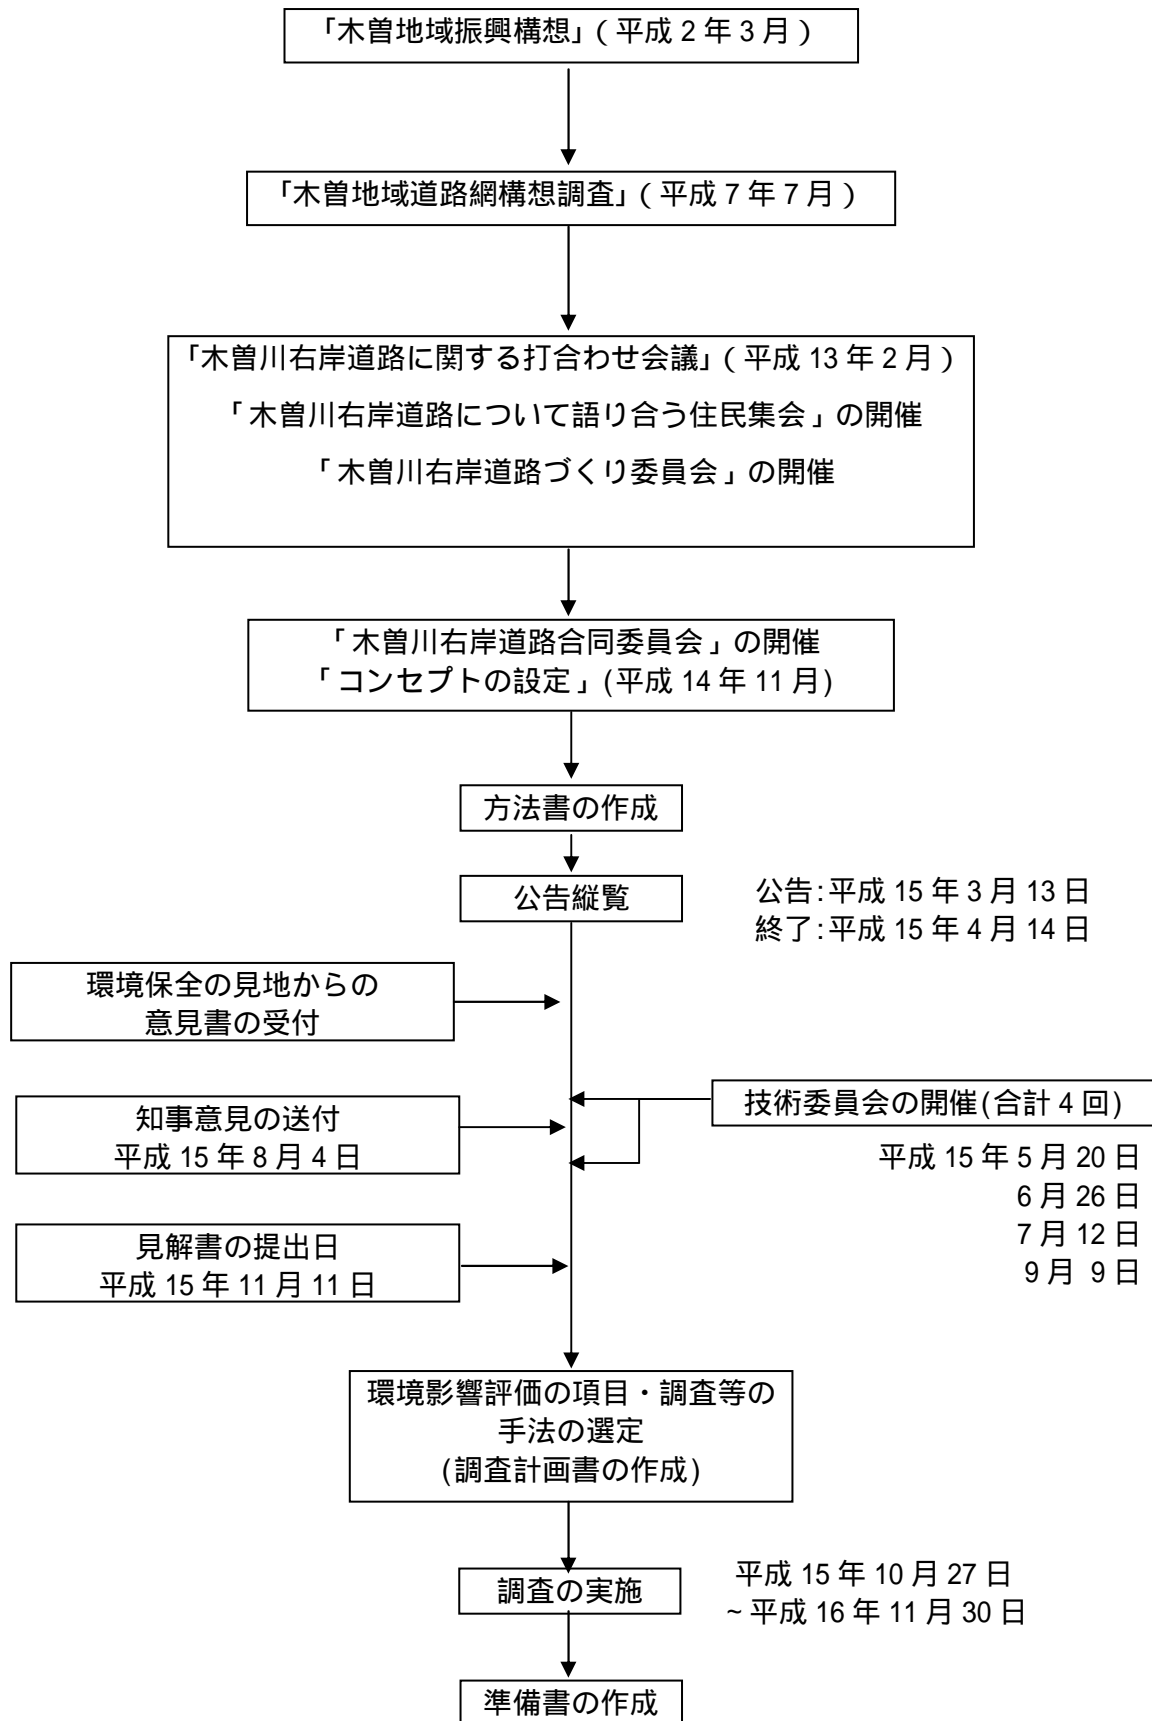 「木曽地域振興構想」(平成 2 年 3 月)
「木曽地域道路網構想調査」(平成 7 年 7 月)
「木曽川右岸道路に関する打合わせ会議」(平成 13 年 2 月)
「木曽川右岸道路について語り合う住民集会」の開催
「木曽川右岸道路づくり委員会」の開催
「木曽川右岸道路合同委員会」の開催
「コンセプトの設定」(平成 14 年 11 月)
方法書の作成
公告縦覧
公告:平成 15 年 3 月 13 日
終了:平成 15 年 4 月 14 日
環境保全の見地からの
意見書の受付
技術委員会の開催(合計 4 回)
知事意見の送付
平成 15 年 8 月 4 日
平成 15 年 5 月 20 日
6 月 26 日
7 月 12 日
9 月 9 日
見解書の提出日
平成 15 年 11 月 11 日
環境影響評価の項目・調査等の
手法の選定
(調査計画書の作成)
調査の実施
平成 15 年 10 月 27 日
~平成 16 年 11 月 30 日
準備書の作成